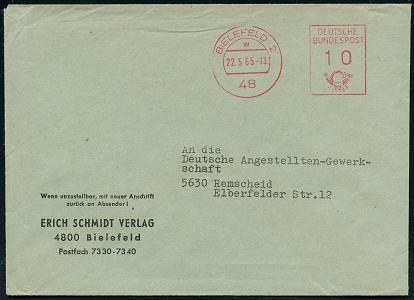 BIELEFELD 2
w
22.5.65-13
48
DEUTSCHE
BUNDESPOST
10
An die
Deutsche Angestellten-Gewerk-
schaft
5630 Remscheid
Elberfelder Str.12
Wenn unzustellbar, mit neuer Anschrift
zurück an Absender!
ERICH SCHMIDT VERLAG
4800 Bielefeld
Postfach 7330-7340